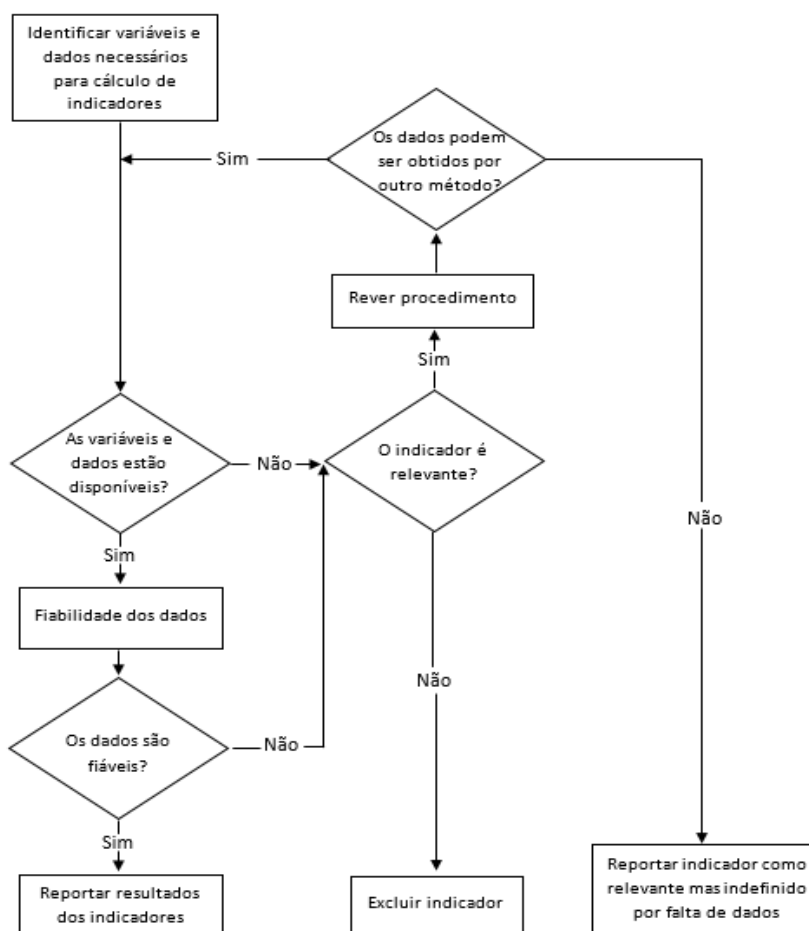 Identificar variáveis e
dados necessários
para cálculo de
indicadores
Os dados podem
ser obtidos por
outro método?
Sim
Rever procedimento
Sim
As variáveis e
dados estão
disponíveis?
Não
O indicador é
relevante?
Não
Sim
Fiabilidade dos dados
Não
Os dados são
fiáveis?
Não
Sim
Reportar resultados
dos indicadores
Excluir indicador
Reportar indicador como
relevante mas indefinido
por falta de dados